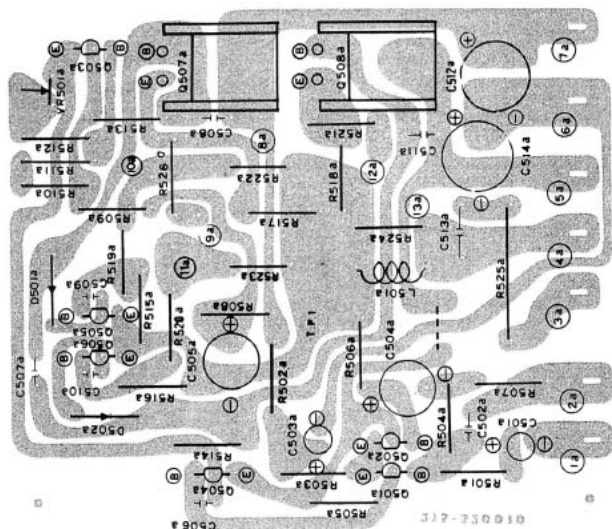 E
Q503a
B
B
E
Q507a
B
E
Q508a
C512a
+
7a
VR501a
R513a
C508a
8a
R521a
C511a
+
-
6a
C514a
R512a
R511a
R510a
10a
R526
R522a
R518a
12a
5a
R509a
R517a
9a
13a
-
R524a
C513a
4a
R519a
11a
R523a
L501a
R525a
3a
D501a
C509a
B
E
Q505a
R515a
R528a
R508a
+
T.P1
R506a
C504a
Q506a
B
E
C507a
C510a
C505a
R502a
R516a
-
+
-
R507a
2a
D502a
C503a
-
+
R504a
C502a
C501a
+
-
1a
R514a
B
E
Q504a
C506a
R503a
E
B
Q502a
E
B
Q501a
R501a
R505a